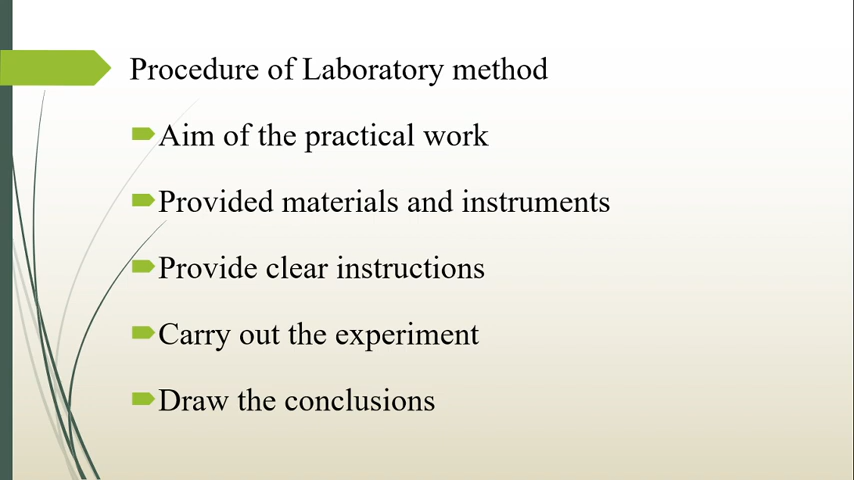 Procedure of Laboratory method
Aim of the practical work
Provided materials and instruments
Provide clear instructions
Carry out the experiment
Draw the conclusions